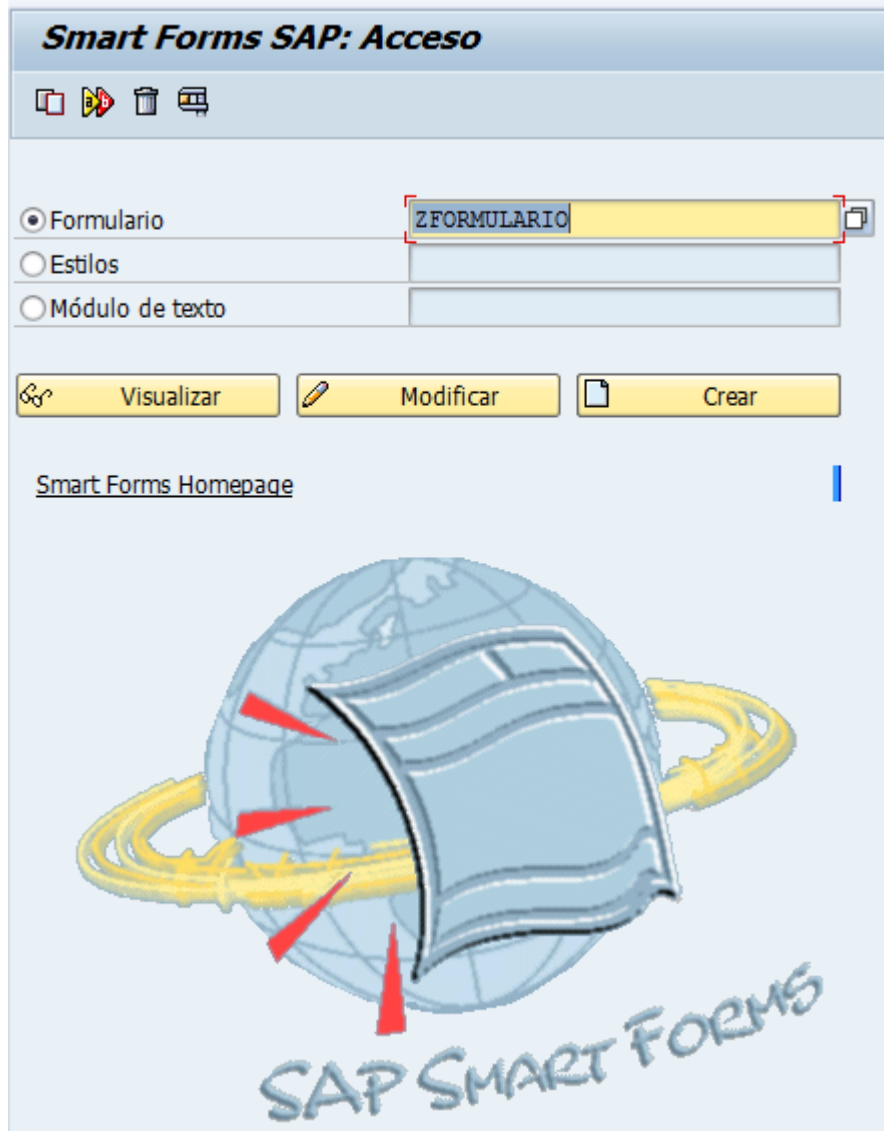 Smart Forms SAP: Acceso
Formulario ZFORMULARIO
Estilos
Módulo de texto
Visualizar Modificar Crear
Smart Forms Homepage
SAP SMART FORMS